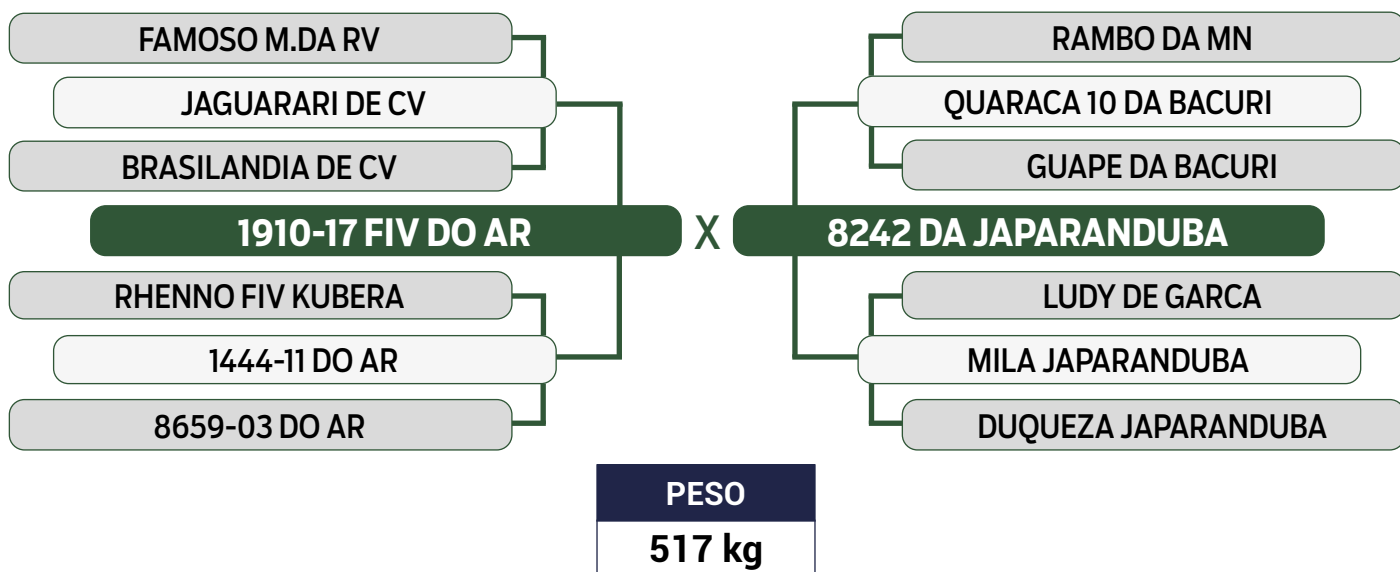 FAMOSO M.DA RV
JAGUARARI DE CV
BRASILANDIA DE CV
1910-17 FIV DO AR
RHENNO FIV KUBERA
1444-11 DO AR
8659-03 DO AR
X
RAMBO DA MN
QUARACA 10 DA BACURI
GUAPE DA BACURI
8242 DA JAPARANDUBA
LUDY DE GARCA
MILA JAPARANDUBA
DUQUEZA JAPARANDUBA
PESO
517 kg